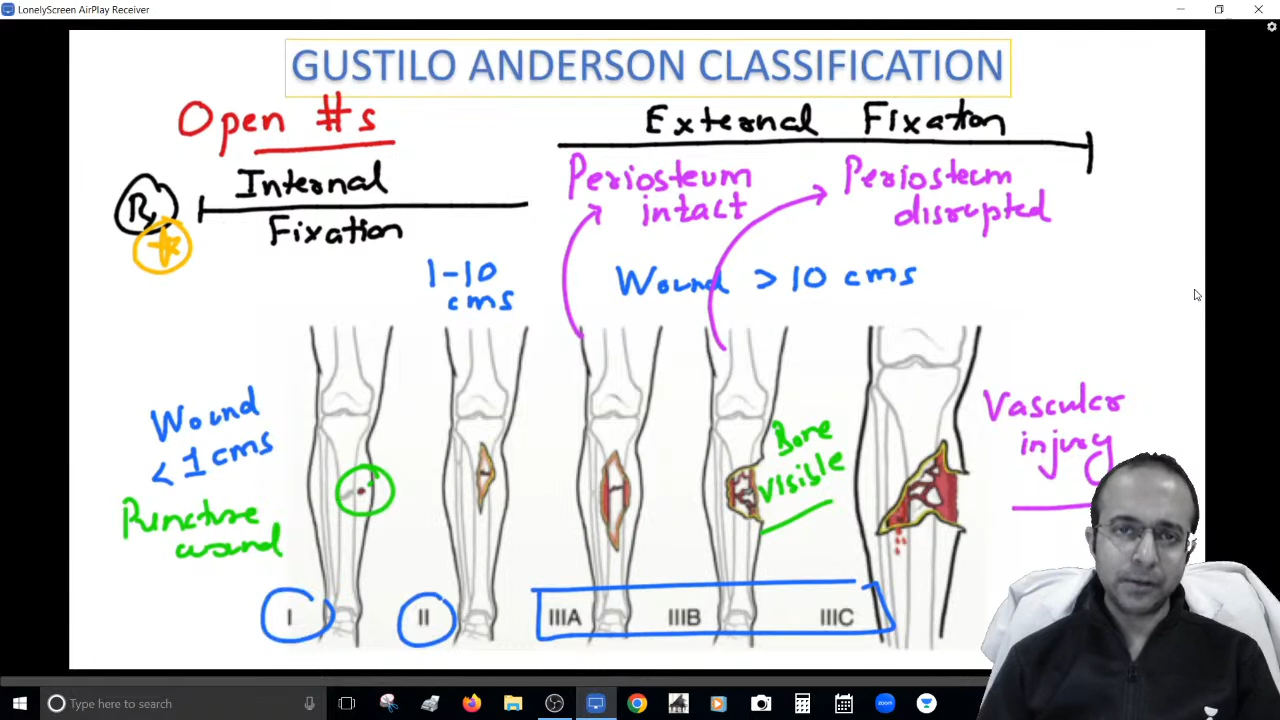 LonelyScreen AirPlay Receiver
GUSTILO ANDERSON CLASSIFICATION
Open #s
External Fixation
Rx
Internal
Fixation
Periosteum
intact
Periosteum
disrupted
1-10
cms
Wound > 10 cms
Wound
< 1 cms
Puncture
wound
Bone
visible
Vascular
injury
I
II
IIIA
IIIB
IIIC
Type here to search
zoom